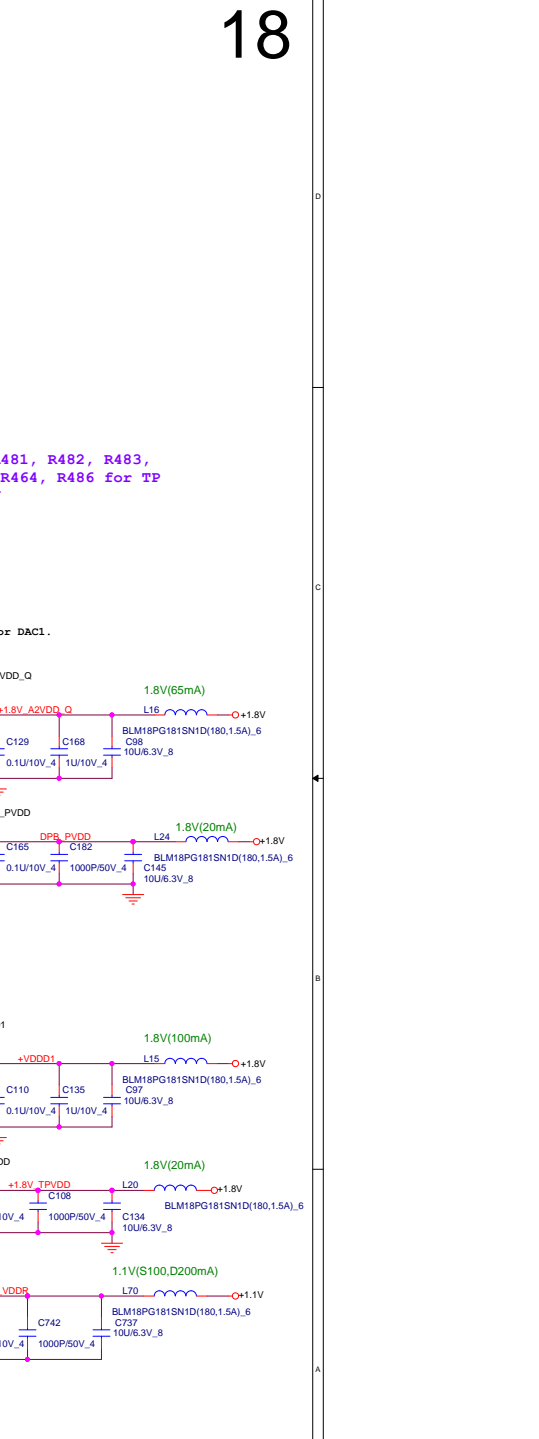 18
D
R481, R482, R483,
R464, R486 for TP
C
or DAC1.
VDD_Q
1.8V(65mA)
+1.8V_A2VDD_Q
L16
+1.8V
BLM18PG181SN1D(180,1.5A)_6
C129
C168
C98
0.1U/10V_4
1U/10V_4
10U/6.3V_8
_PVDD
1.8V(20mA)
DPB_PVDD
L24
+1.8V
C165
C182
BLM18PG181SN1D(180,1.5A)_6
0.1U/10V_4
1000P/50V_4
C145
10U/6.3V_8
B
1
1.8V(100mA)
+VDDD1
L15
+1.8V
BLM18PG181SN1D(180,1.5A)_6
C110
C135
C97
0.1U/10V_4
1U/10V_4
10U/6.3V_8
DD
1.8V(20mA)
+1.8V_TPVDD
L20
+1.8V
C108
BLM18PG181SN1D(180,1.5A)_6
10V_4
1000P/50V_4
C134
10U/6.3V_8
1.1V(S100,D200mA)
_VDDR
L70
+1.1V
BLM18PG181SN1D(180,1.5A)_6
C742
C737
10U/6.3V_8
10V_4
1000P/50V_4
A